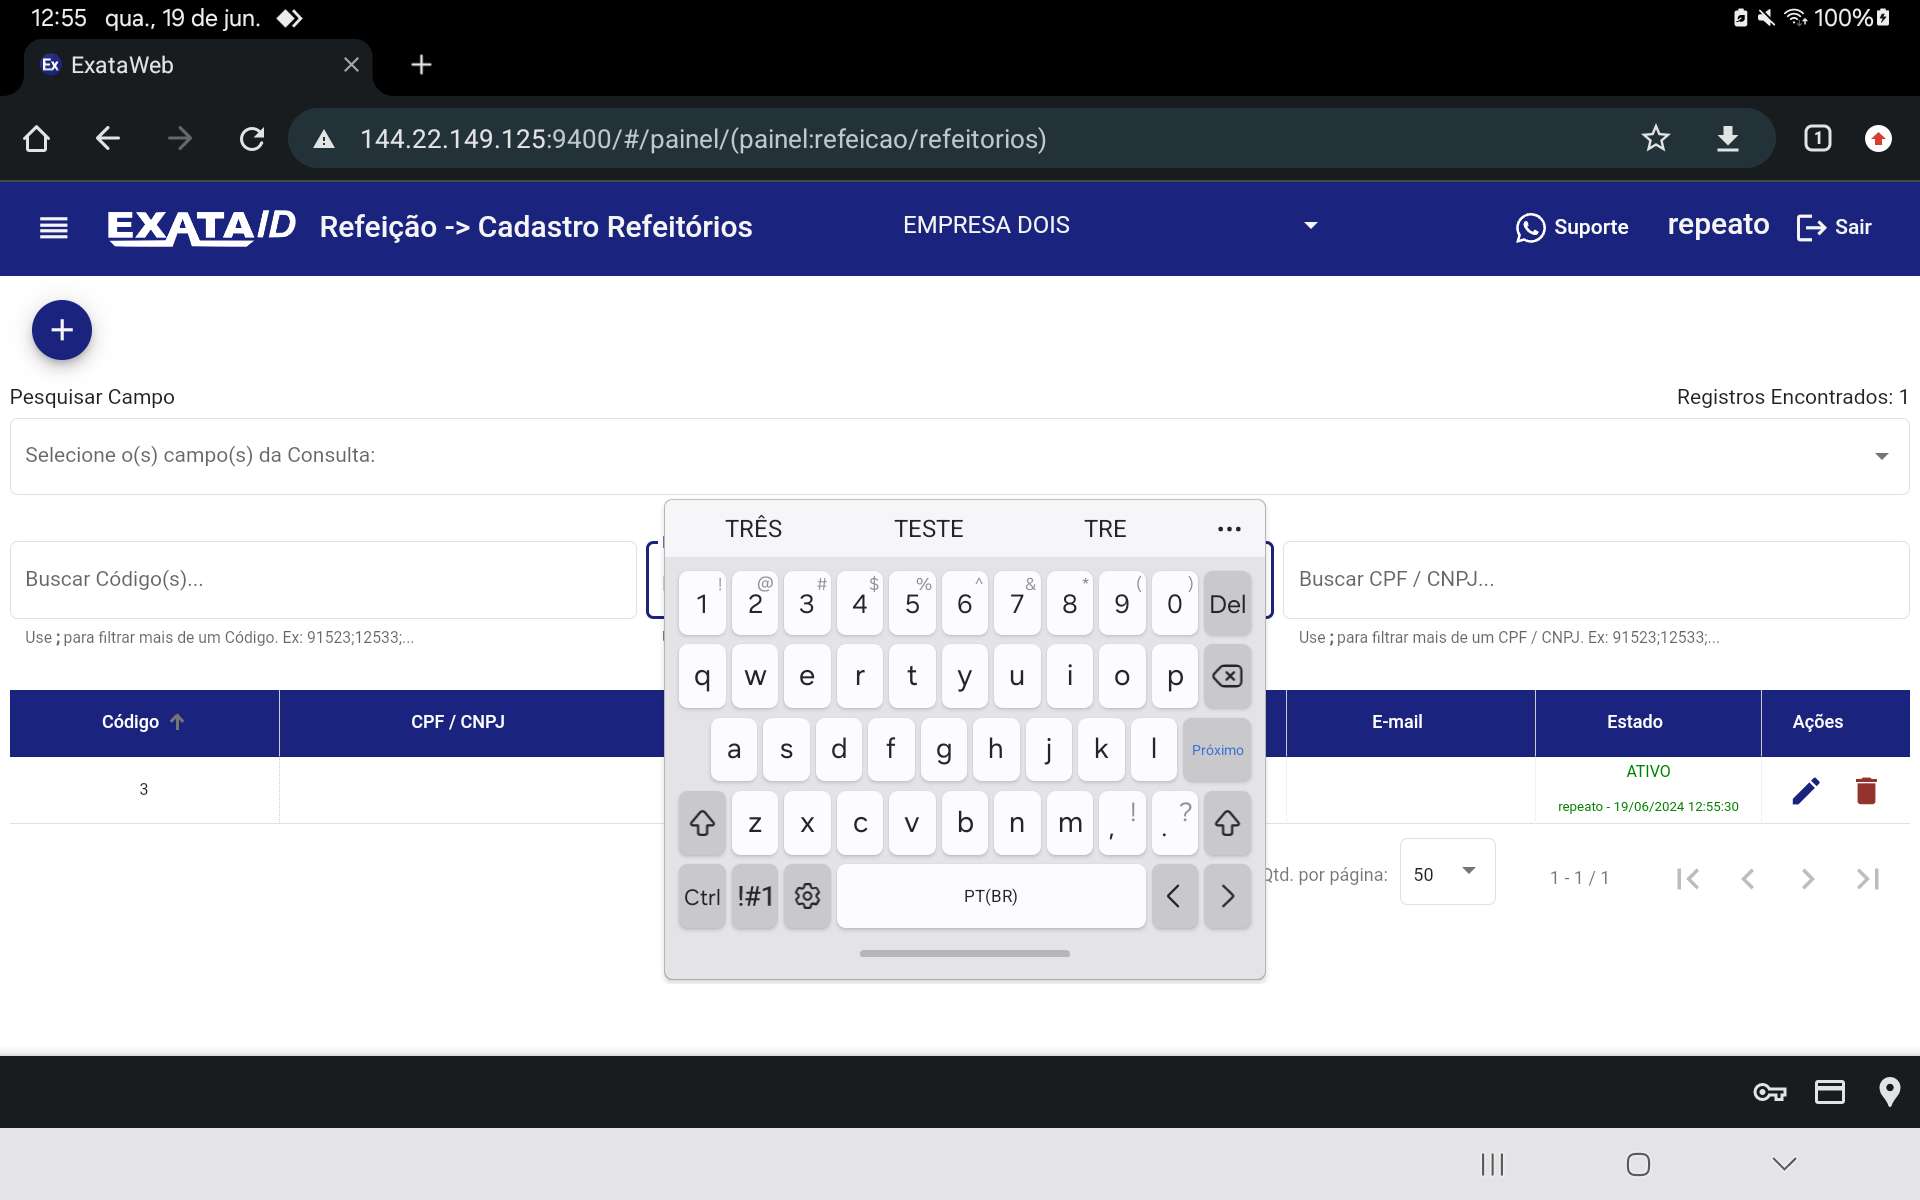 12:55 qua., 19 de jun. 100%
Ex ExataWeb
144.22.149.125:9400/#/painel/(painel:refeicao/refeitorios) 1
EXATA/ID Refeição -> Cadastro Refeitórios EMPRESA DOIS Suporte repeato Sair
+
Pesquisar Campo Registros Encontrados: 1
Selecione o(s) campo(s) da Consulta:
TRÊS TESTE TRE ...
Buscar Código(s)... Buscar CPF / CNPJ...
1 ! 2 @ 3 # 4 $ 5 % 6 ^ 7 & 8 * 9 ( 0 ) Del
Use ; para filtrar mais de um Código. Ex: 91523;12533;... Use ; para filtrar mais de um CPF / CNPJ. Ex: 91523;12533;...
q w e r t y u i o p
Código CPF / CNPJ E-mail Estado Ações
a s d f g h j k l Próximo
3 ATIVO
repeato - 19/06/2024 12:55:30
z x c v b n m , ! . ?
Qtd. por página: 50 1 - 1 / 1
Ctrl !#1 PT(BR) < >